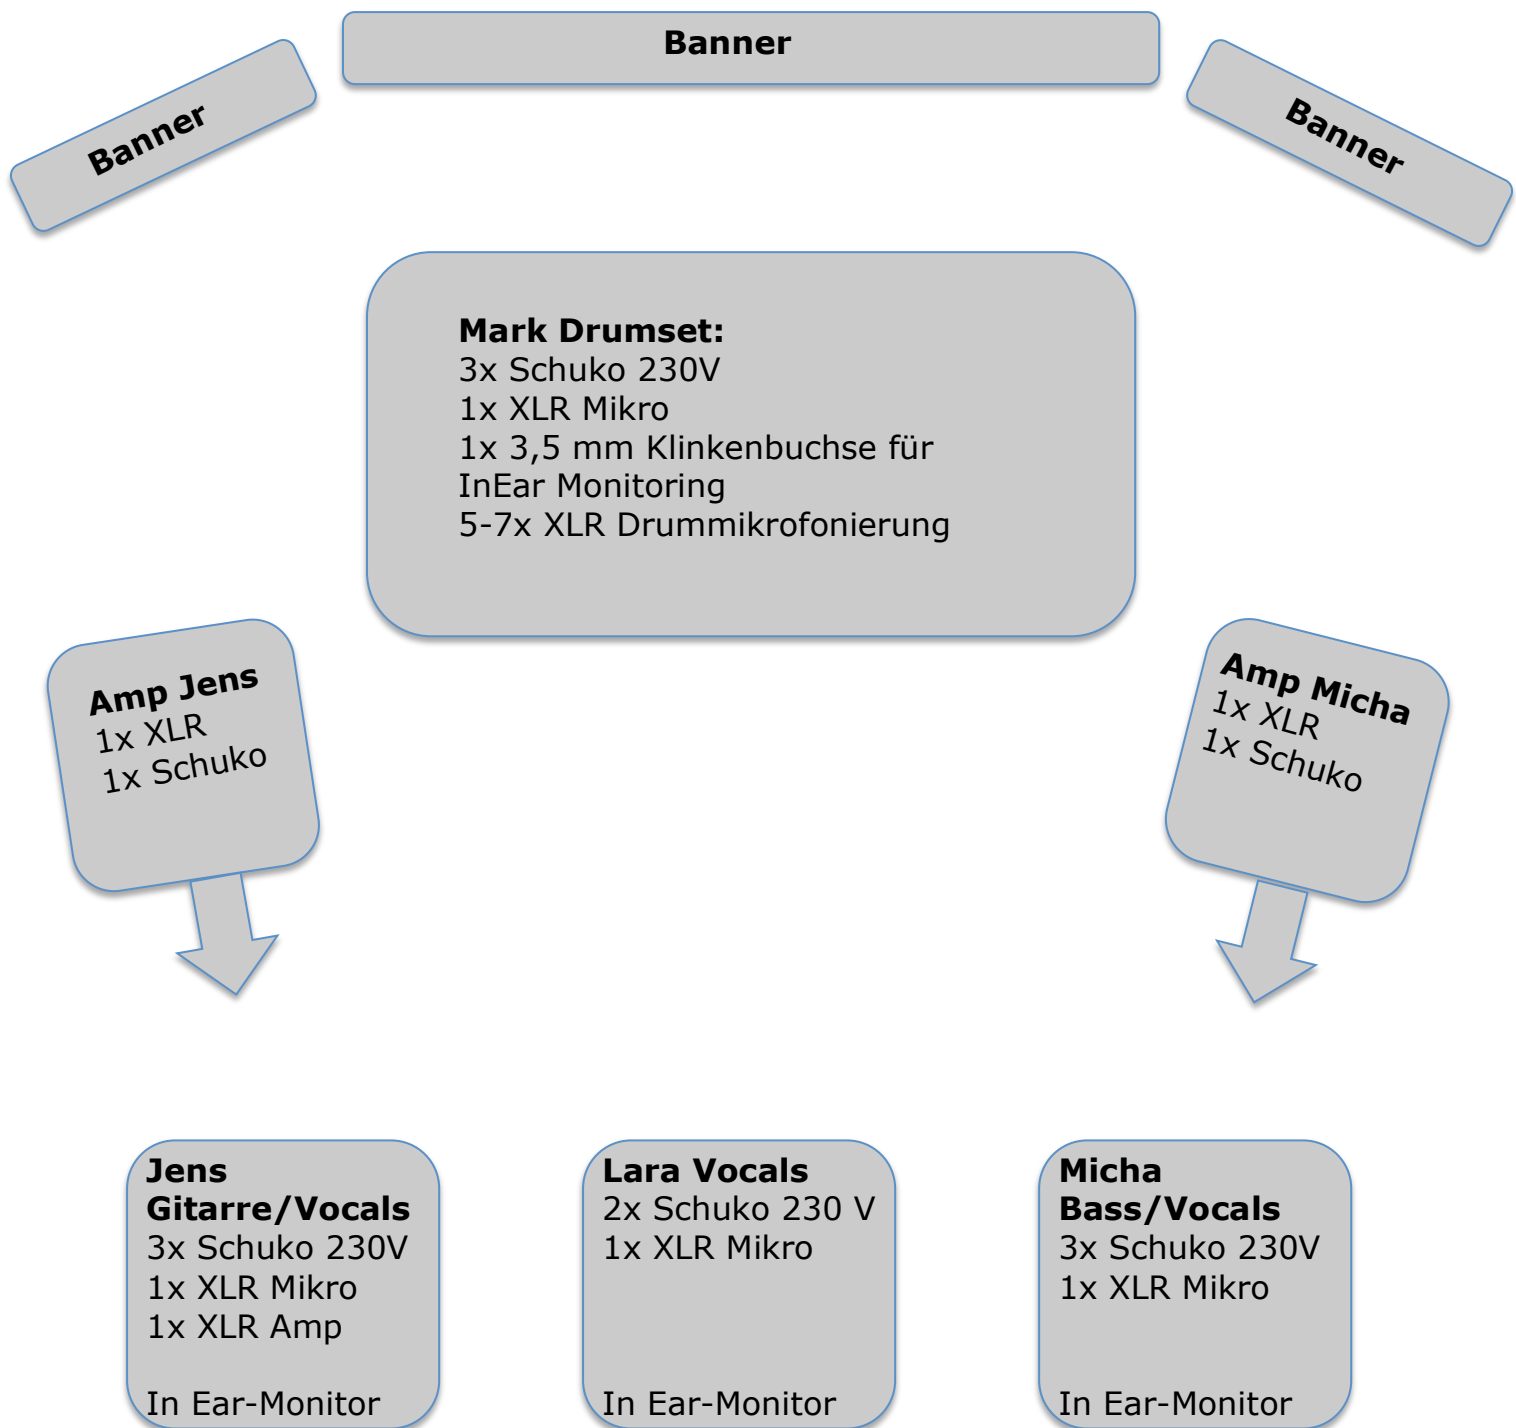 Banner
Banner
Banner
Mark Drumset:
3x Schuko 230V
1x XLR Mikro
1x 3,5 mm Klinkenbuchse für
InEar Monitoring
5-7x XLR Drummikrofonierung
Amp Jens
1x XLR
1x Schuko
Amp Micha
1x XLR
1x Schuko
Jens
Gitarre/Vocals
3x Schuko 230V
1x XLR Mikro
1x XLR Amp
In Ear-Monitor
Lara Vocals
2x Schuko 230 V
1x XLR Mikro
In Ear-Monitor
Micha
Bass/Vocals
3x Schuko 230V
1x XLR Mikro
In Ear-Monitor